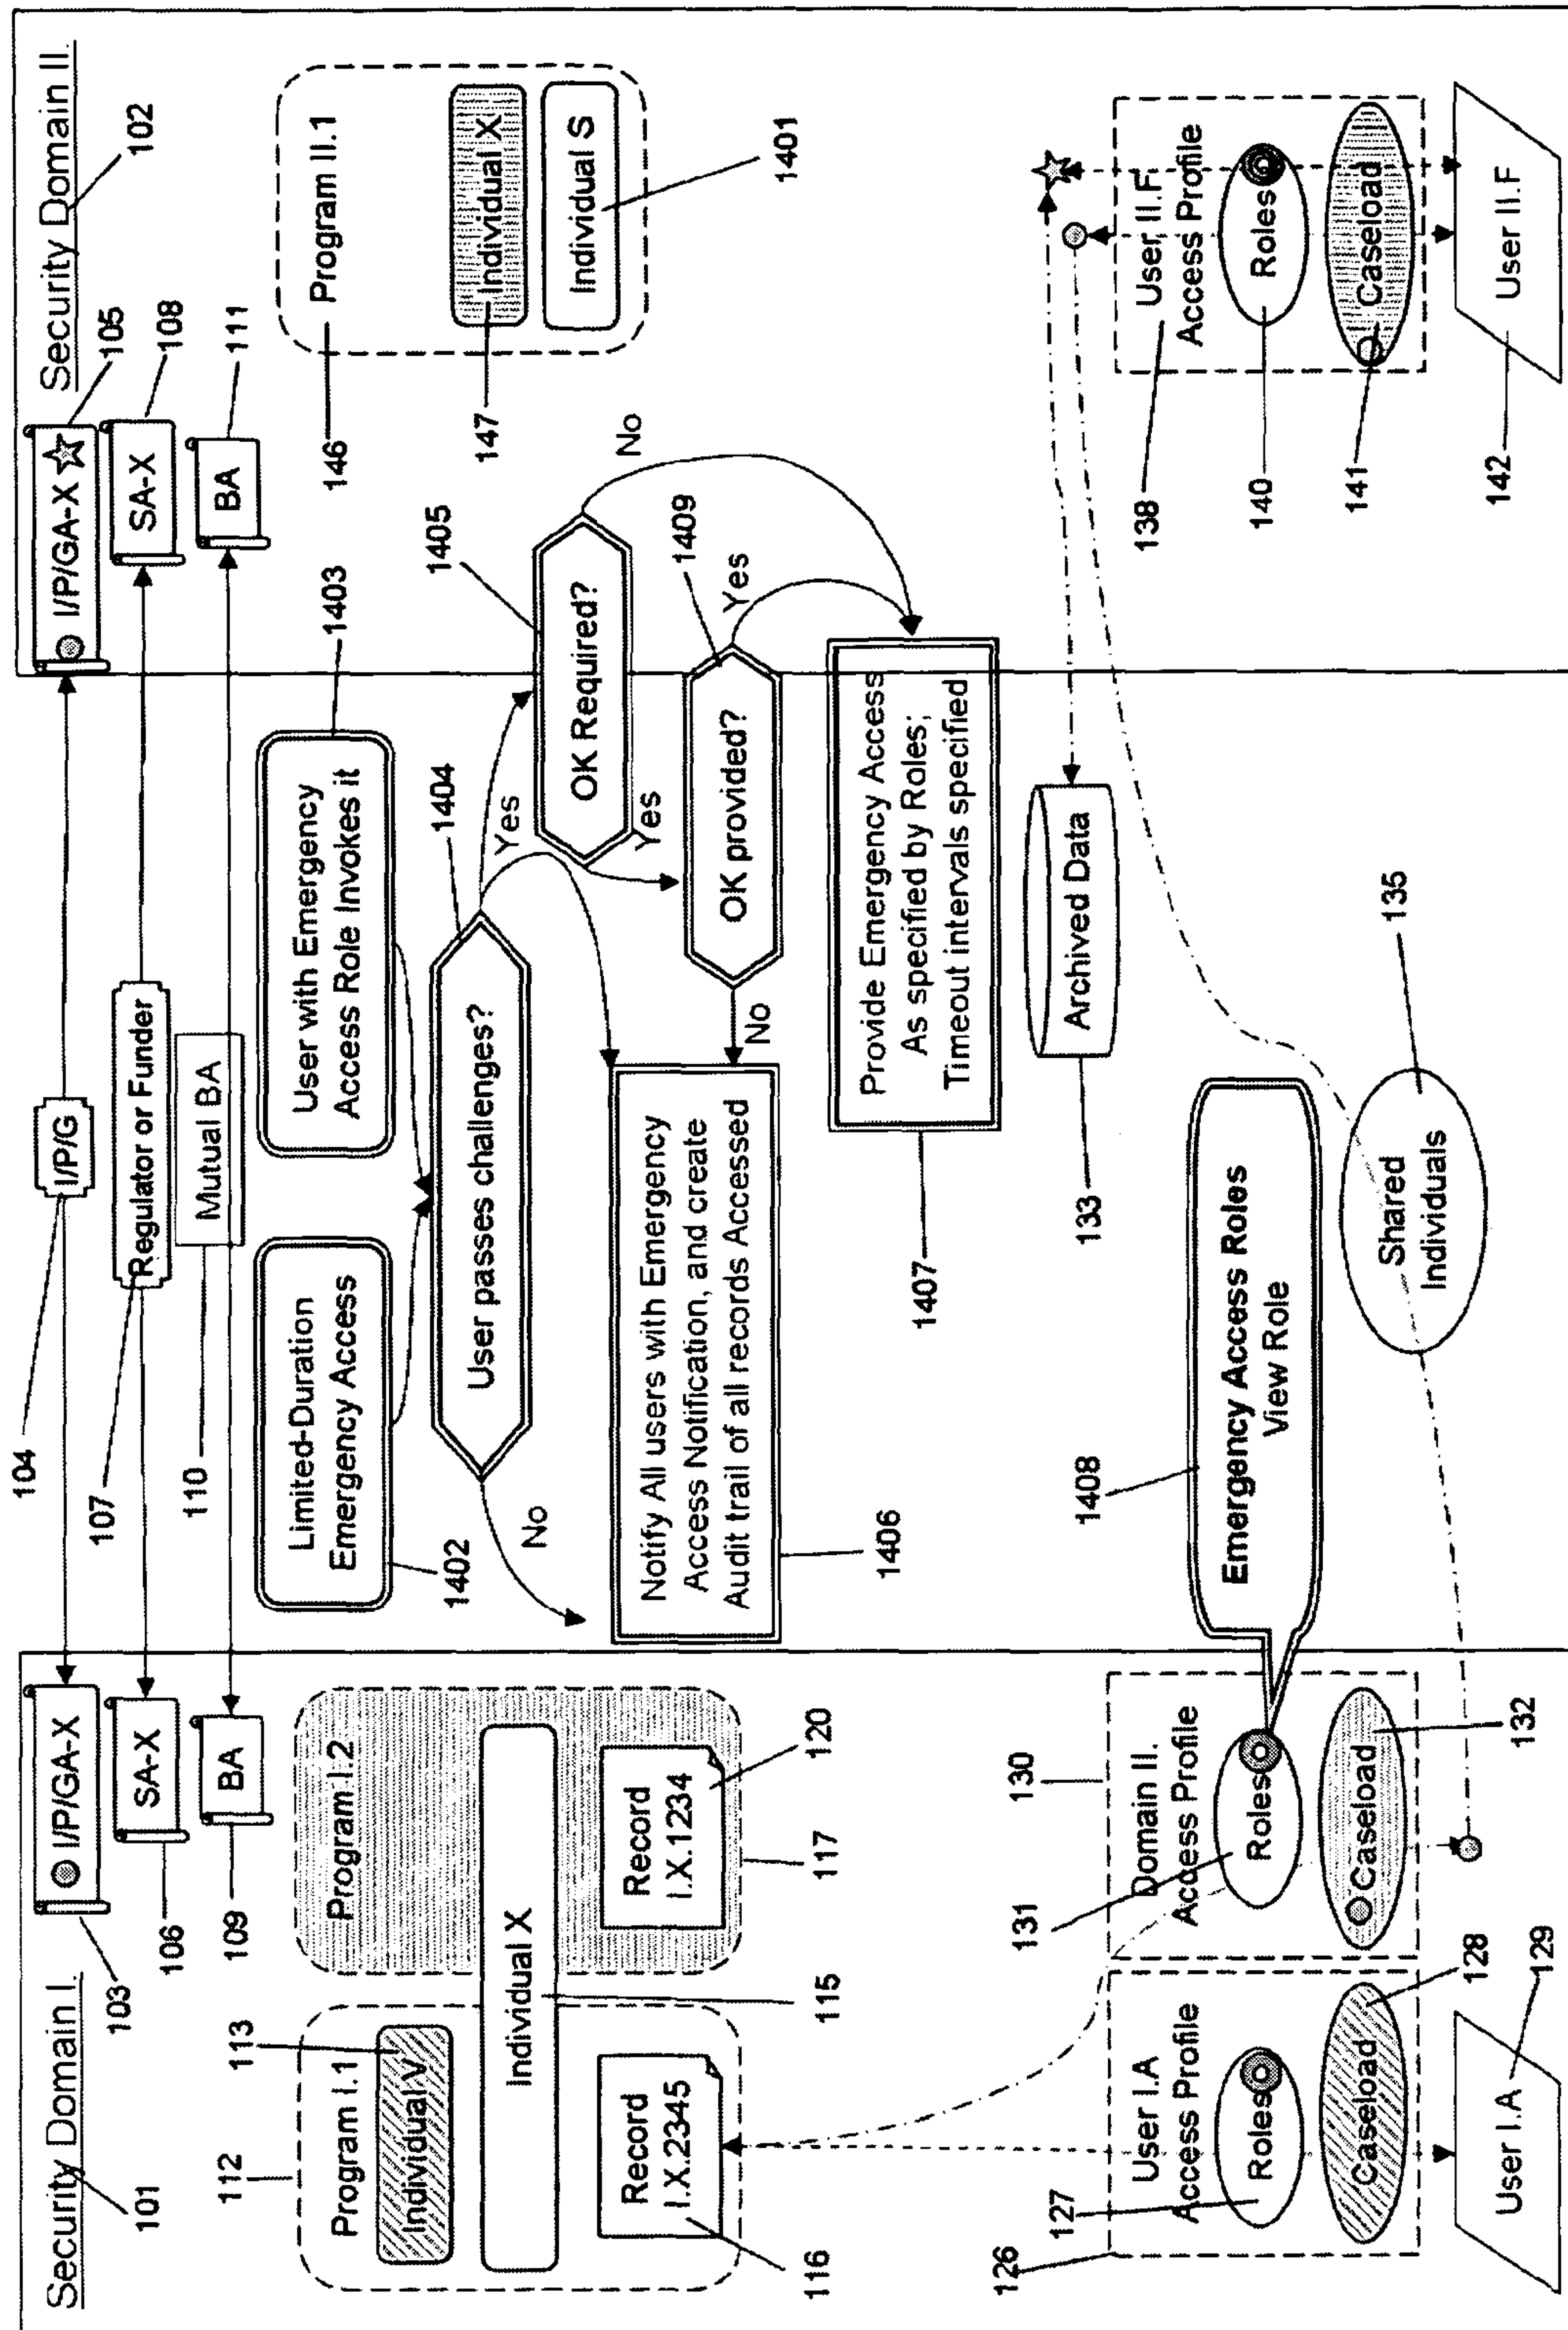 Security Domain I.
101
I/P/GA-X
103
SA-X
106
BA
109
104
I/P/G
107
Regulator or Funder
110
Mutual BA
Security Domain II.
102
I/P/GA-X
105
SA-X
108
BA
111
112
Program I.1
113
Individual V
Individual X
115
Record
I.X.2345
116
Program I.2
Record
I.X.1234
120
117
Limited-Duration
Emergency Access
1402
User with Emergency
Access Role Invokes it
1403
User passes challenges?
1404
No
Yes
OK Required?
1405
No
Yes
OK provided?
1409
Yes
No
Notify All users with Emergency
Access Notification, and create
Audit trail of all records Accessed
1406
Provide Emergency Access
As specified by Roles;
Timeout intervals specified
1407
146
Program II.1
147
Individual X
Individual S
1401
Archived Data
133
1408
Emergency Access Roles
View Role
Shared
Individuals
135
126
User I.A
Access Profile
127
Roles
Caseload
128
User I.A
129
130
Domain II.
Access Profile
131
Roles
Caseload
132
138
User II.F
Access Profile
140
Roles
141
Caseload
142
User II.F